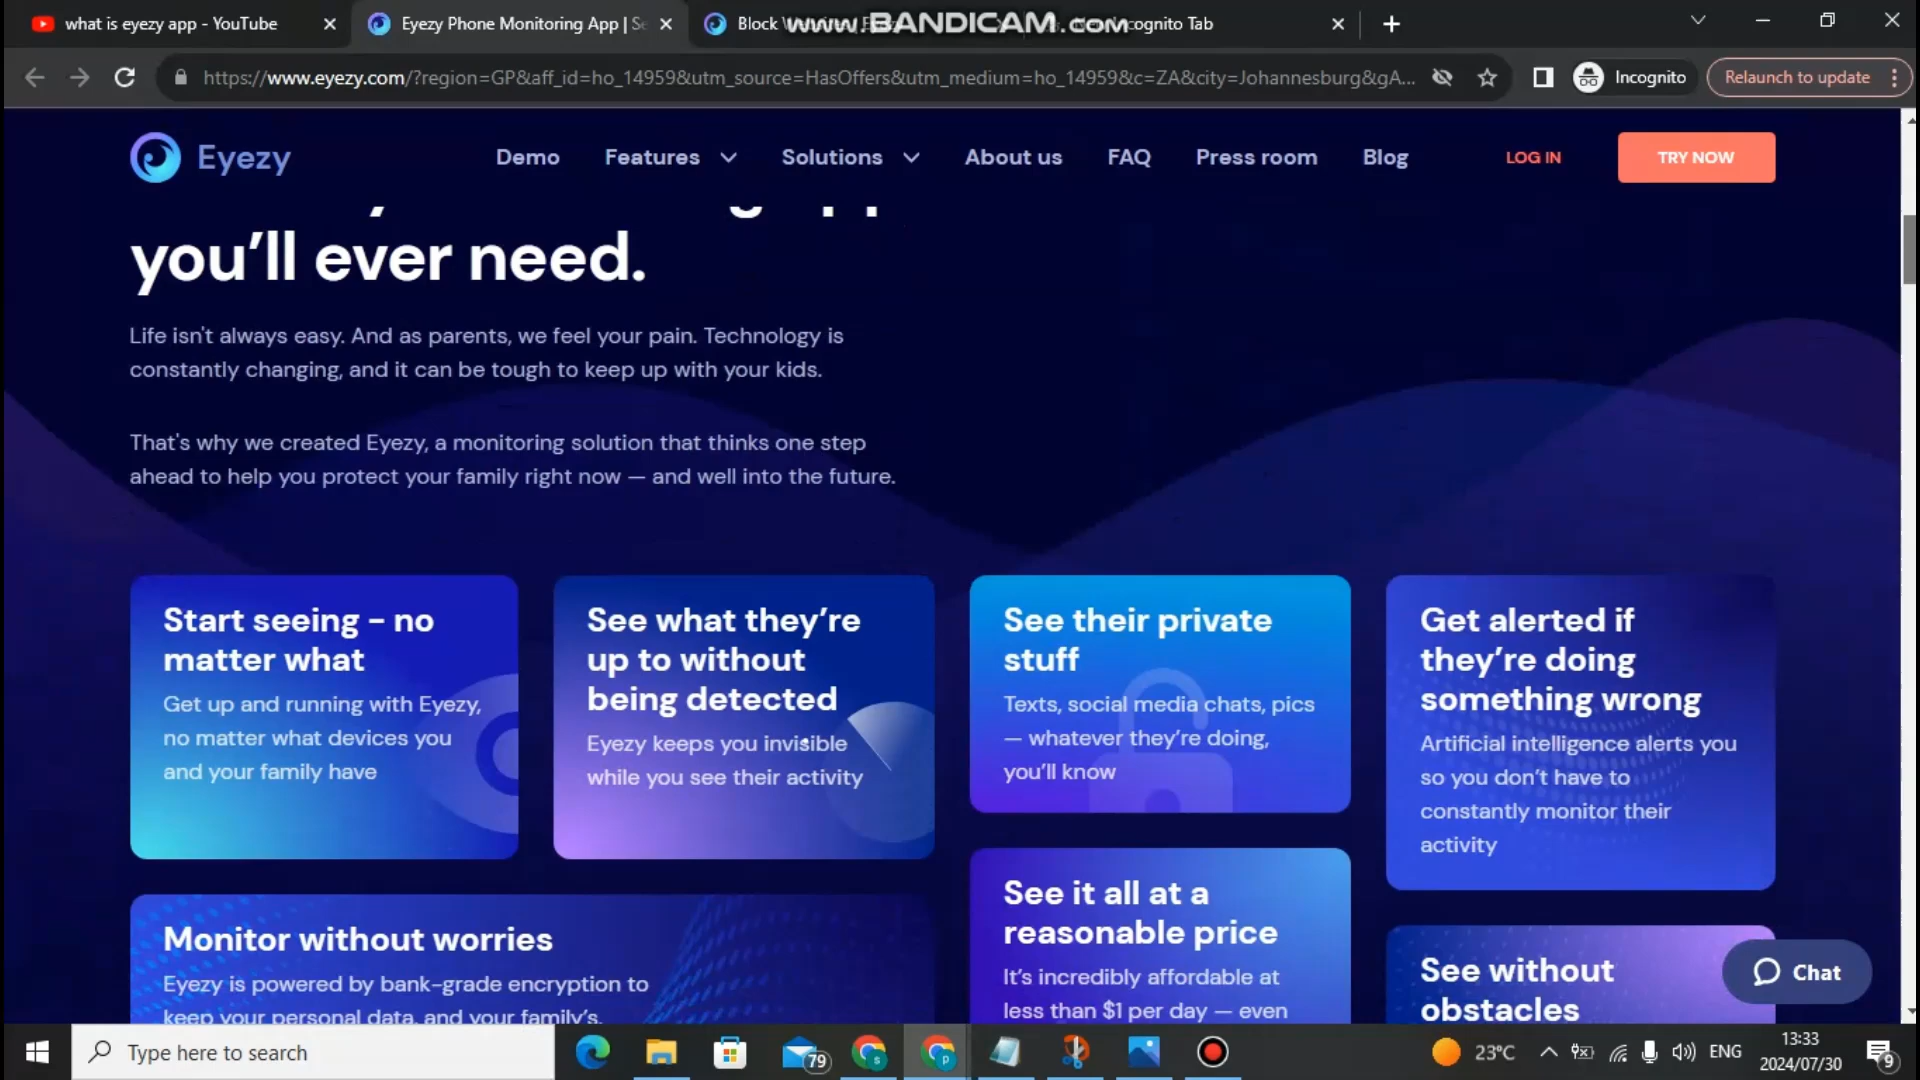 what is eyezy app - YouTube
Eyezy Phone Monitoring App | Se
Block
www.BANDICAM.com
cognito Tab
https://www.eyezy.com/?region=GP&aff_id=ho_14959&utm_source=HasOffers&utm_medium=ho_14959&c=ZA&city=Johannesburg&gA...
Incognito
Relaunch to update
Eyezy
Demo
Features
Solutions
About us
FAQ
Press room
Blog
LOG IN
TRY NOW
you’ll ever need.
Life isn't always easy. And as parents, we feel your pain. Technology is
constantly changing, and it can be tough to keep up with your kids.
That's why we created Eyezy, a monitoring solution that thinks one step
ahead to help you protect your family right now — and well into the future.
Start seeing – no
matter what
Get up and running with Eyezy,
no matter what devices you
and your family have
See what they’re
up to without
being detected
Eyezy keeps you invisible
while you see their activity
See their private
stuff
Texts, social media chats, pics
— whatever they’re doing,
you’ll know
Get alerted if
they’re doing
something wrong
Artificial intelligence alerts you
so you don’t have to
constantly monitor their
activity
Monitor without worries
Eyezy is powered by bank-grade encryption to
keep your personal data, and your family’s,
See it all at a
reasonable price
It’s incredibly affordable at
less than $1 per day — even
See without
obstacles
Chat
Type here to search
79
23°C
ENG
13:33
2024/07/30
9